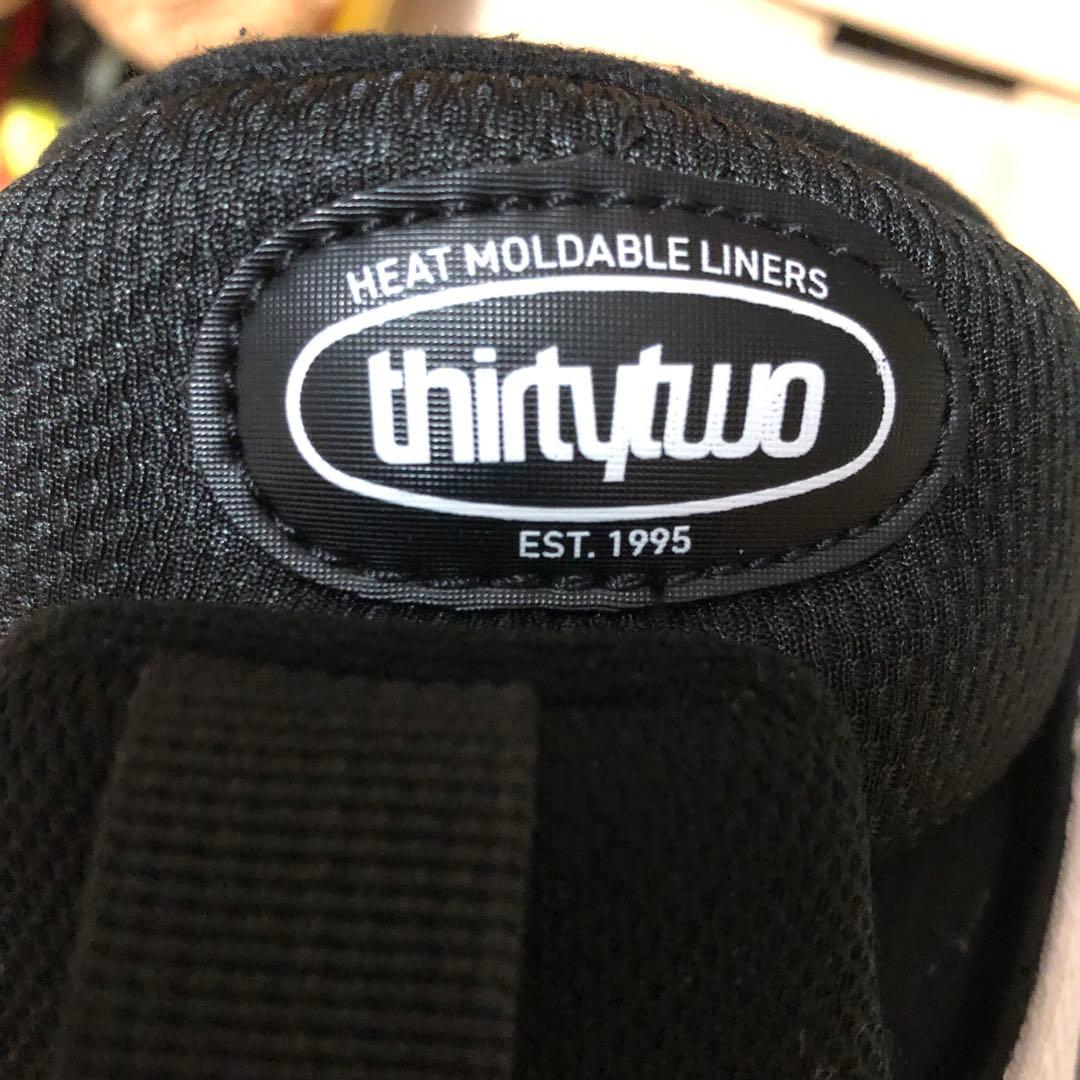 HEAT MOLDABLE LINERS
thirtytwo
EST. 1995